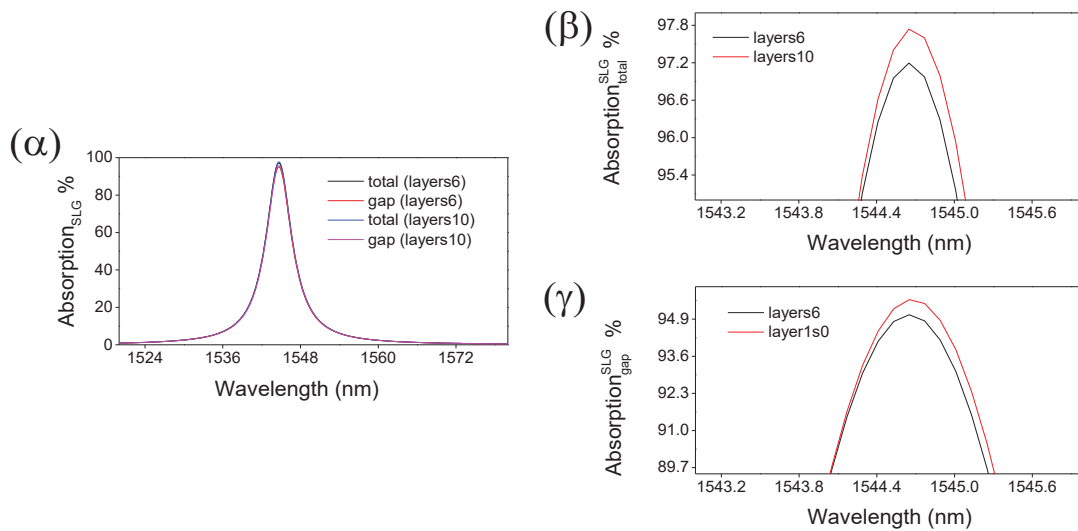 (α)
Absorption_SLG %
100
80
60
40
20
0
total (layers6)
gap (layers6)
total (layers10)
gap (layers10)
1524 1536 1548 1560 1572
Wavelength (nm)
(β)
Absorption^SLG_total %
97.8
97.2
96.6
96.0
95.4
layers6
layers10
1543.2 1543.8 1544.4 1545.0 1545.6
Wavelength (nm)
(γ)
Absorption^SLG_gap %
94.9
93.6
92.3
91.0
89.7
layers6
layer1s0
1543.2 1543.8 1544.4 1545.0 1545.6
Wavelength (nm)